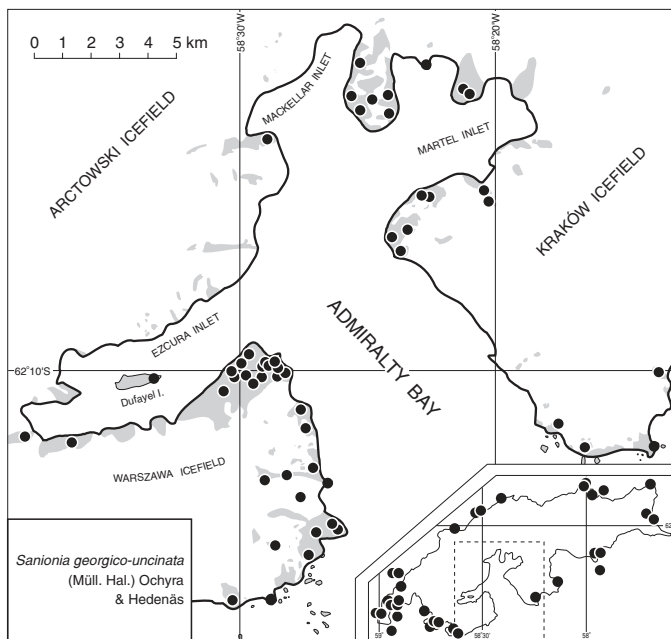 58°30'W
58°20'W
0 1 2 3 4 5 km
MACKELLAR INLET
ARCTOWSKI ICEFIELD
MARTEL INLET
KRAKÓW ICEFIELD
ADMIRALTY BAY
EZCURA INLET
62°10'S
Dufayel I.
WARSZAWA ICEFIELD
Sanionia georgico-uncinata
(Müll. Hal.) Ochyra
& Hedenäs
62
59
58°30'
58°